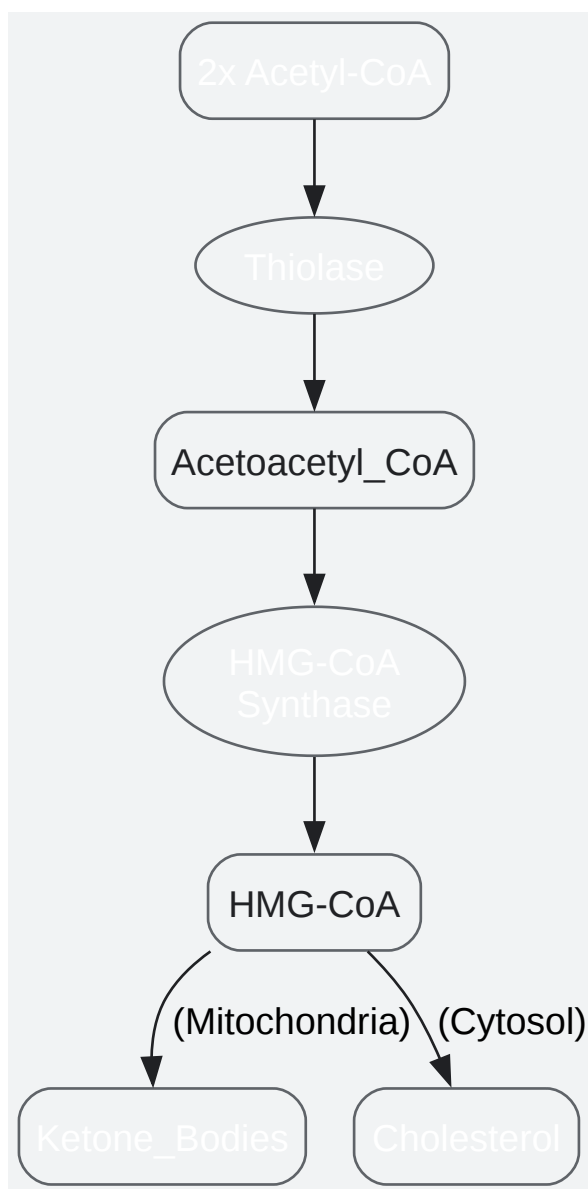 2x Acetyl-CoA
Thiolase
Acetoacetyl_CoA
HMG-CoA
Synthase
HMG-CoA
(Mitochondria)
(Cytosol)
Ketone_Bodies
Cholesterol